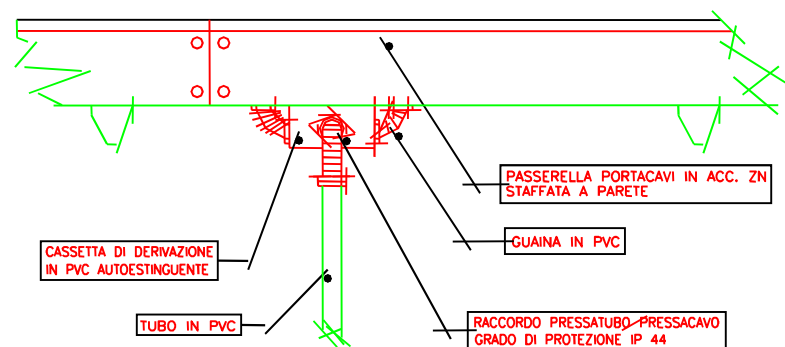 PASSERELLA PORTACAVI IN ACC. ZN
STAFFATA A PARETE
GUAINA IN PVC
CASSETTA DI DERIVAZIONE
IN PVC AUTOESTINGUENTE
TUBO IN PVC
RACCORDO PRESSATUBO PRESSACAVO
GRADO DI PROTEZIONE IP 44